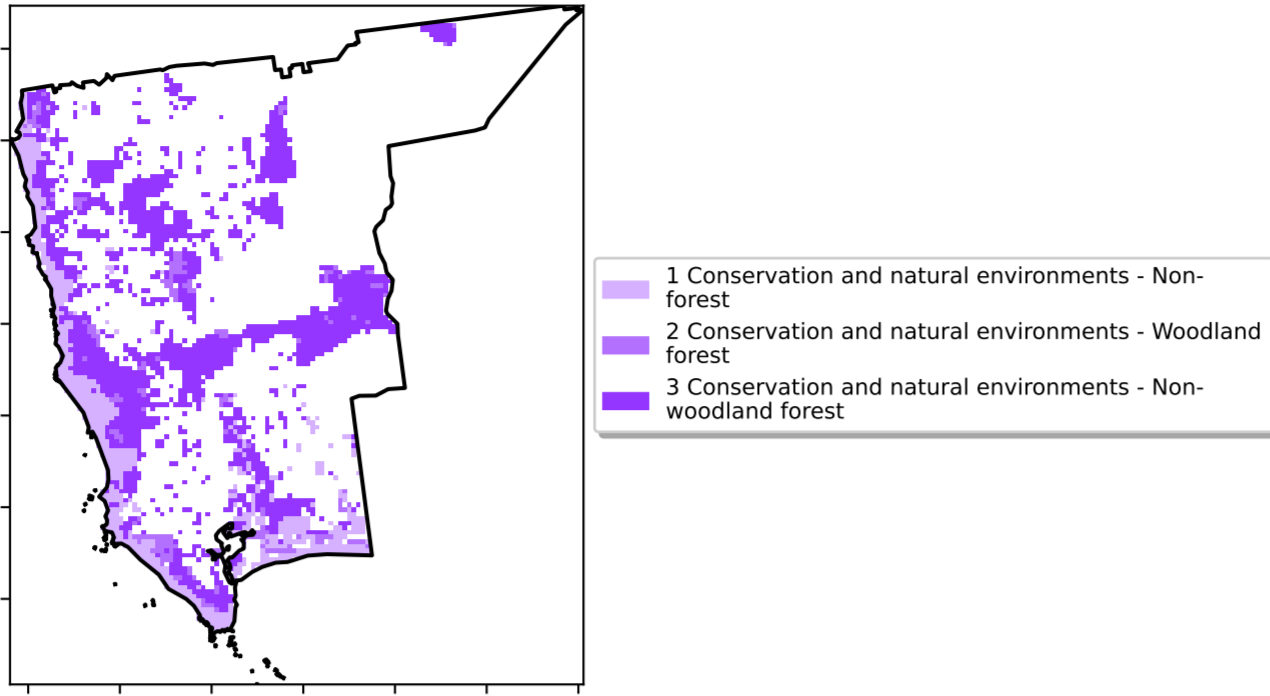 1 Conservation and natural environments - Non-
forest
2 Conservation and natural environments - Woodland
forest
3 Conservation and natural environments - Non-
woodland forest